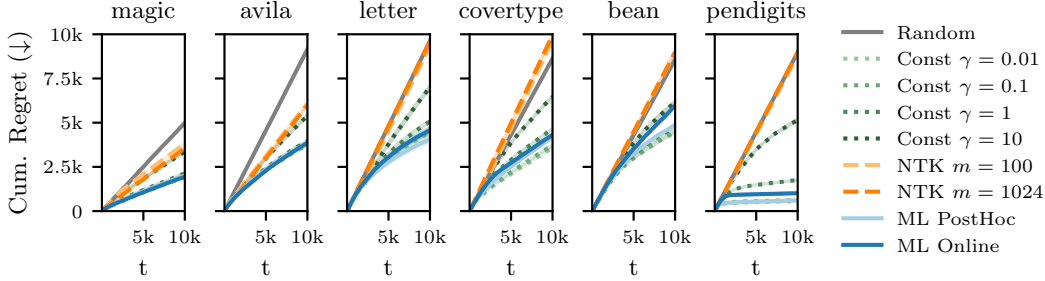 magic avila letter covertype bean pendigits
Cum. Regret (↓)
10k
7.5k
5k
2.5k
0
5k 10k 5k 10k 5k 10k 5k 10k 5k 10k 5k 10k
t t t t t t
Random
Const γ = 0.01
Const γ = 0.1
Const γ = 1
Const γ = 10
NTK m = 100
NTK m = 1024
ML PostHoc
ML Online